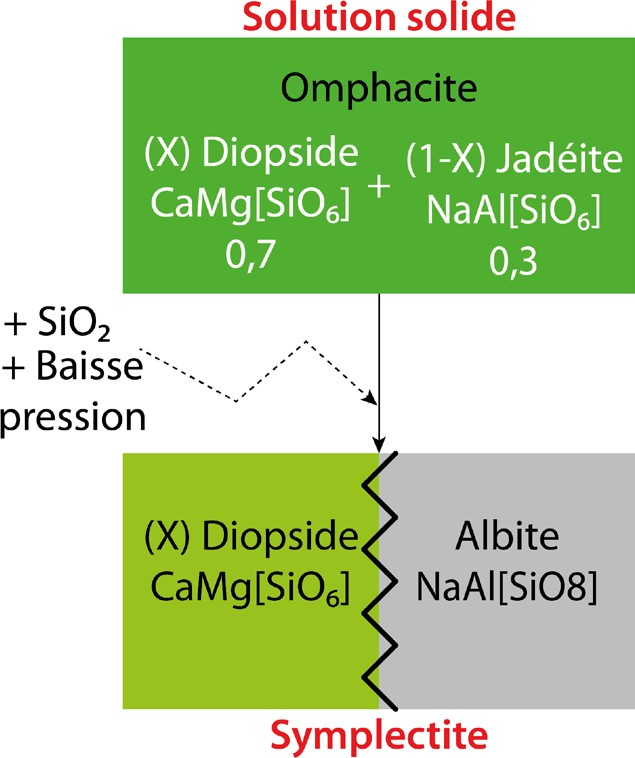 Solution solide
Omphacite
(X) Diopside
CaMg[SiO₆]
0,7
+
(1-X) Jadéite
NaAl[SiO₆]
0,3
+ SiO₂
+ Baisse
pression
(X) Diopside
CaMg[SiO₆]
Albite
NaAl[SiO8]
Symplectite